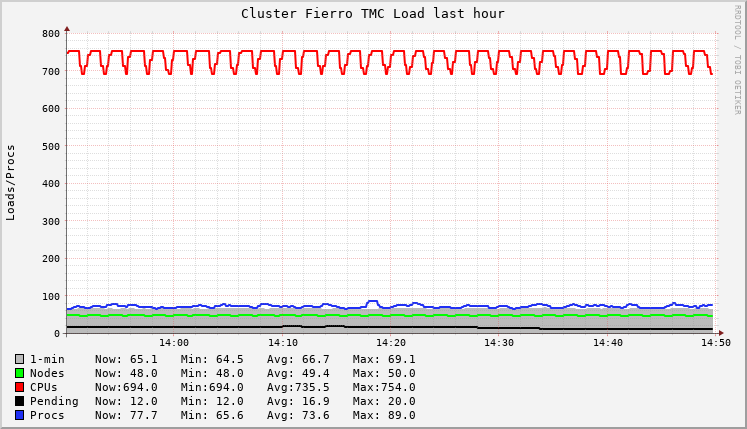 Cluster Fierro TMC Load last hour
RRDTOOL / TOBI OETIKER
Loads/Procs
800
700
600
500
400
300
200
100
0
14:00 14:10 14:20 14:30 14:40 14:50
1-min Now: 65.1 Min: 64.5 Avg: 66.7 Max: 69.1
Nodes Now: 48.0 Min: 48.0 Avg: 49.4 Max: 50.0
CPUs Now:694.0 Min:694.0 Avg:735.5 Max:754.0
Pending Now: 12.0 Min: 12.0 Avg: 16.9 Max: 20.0
Procs Now: 77.7 Min: 65.6 Avg: 73.6 Max: 89.0